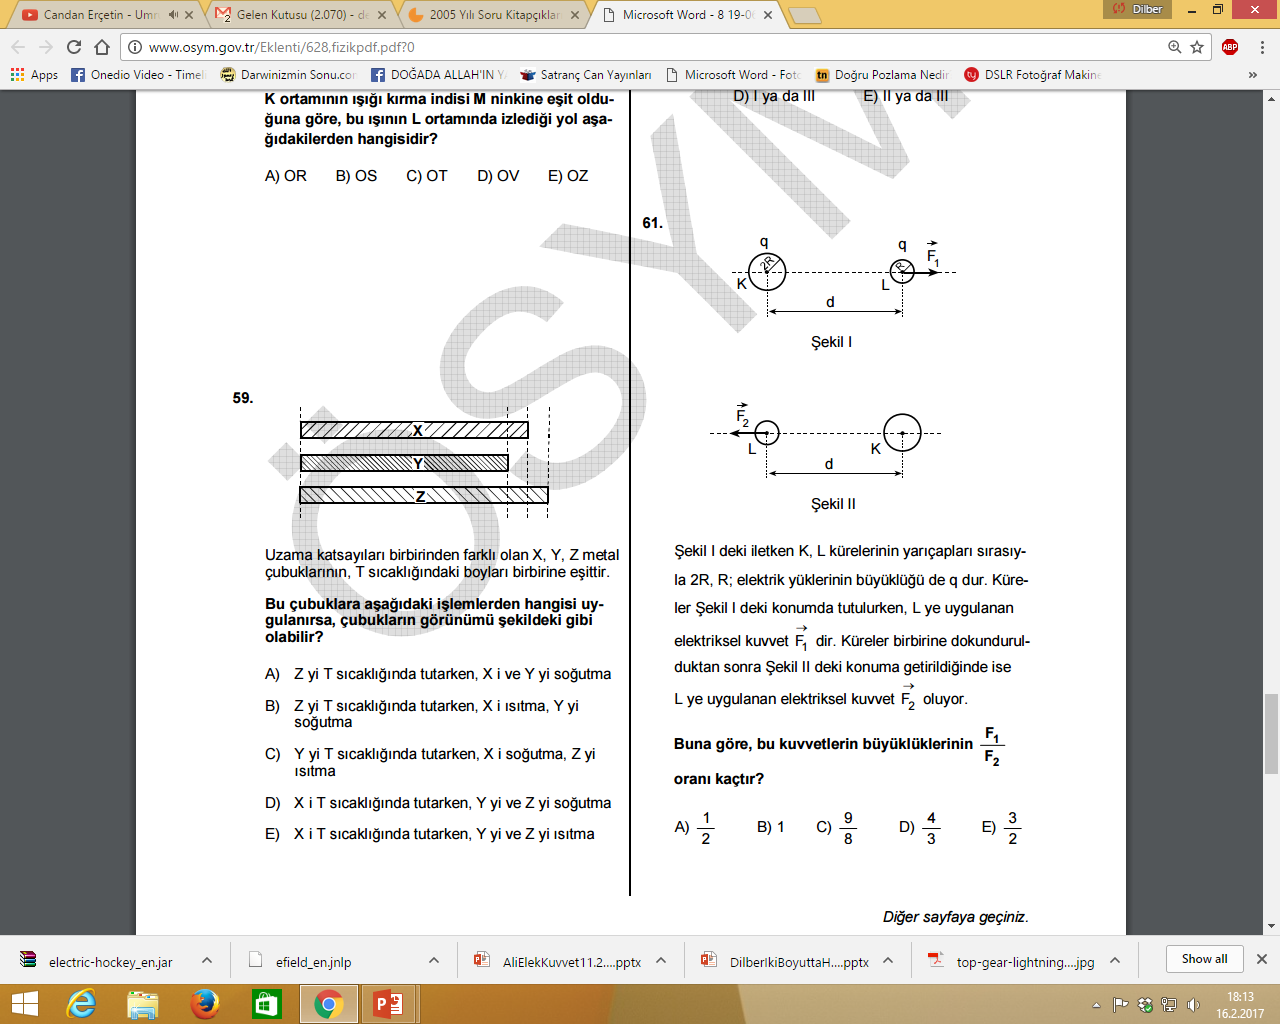 Candan Erçetin - Umr
Gelen Kutusu (2.070) - de
2005 Yılı Soru Kitapçıklar
Microsoft Word - 8 19-06
Dilber
www.osym.gov.tr/Eklenti/628,fizikpdf.pdf?0
ABP
Apps
Onedio Video - Timeli
Darwinizmin Sonu.com
DOĞADA ALLAH'IN Y
Satranç Can Yayınları
Microsoft Word - Foto
tn
Doğru Pozlama Nedir
ty
DSLR Fotoğraf Makine
»
K ortamının ışığı kırma indisi M ninkine eşit oldu-
ğuna göre, bu ışının L ortamında izlediği yol aşa-
ğıdakilerden hangisidir?
A) OR B) OS C) OT D) OV E) OZ
59.
X
Y
Z
Uzama katsayıları birbirinden farklı olan X, Y, Z metal
çubuklarının, T sıcaklığındaki boyları birbirine eşittir.
Bu çubuklara aşağıdaki işlemlerden hangisi uy-
gulanırsa, çubukların görünümü şekildeki gibi
olabilir?
A) Z yi T sıcaklığında tutarken, X i ve Y yi soğutma
B) Z yi T sıcaklığında tutarken, X i ısıtma, Y yi
soğutma
C) Y yi T sıcaklığında tutarken, X i soğutma, Z yi
ısıtma
D) X i T sıcaklığında tutarken, Y yi ve Z yi soğutma
E) X i T sıcaklığında tutarken, Y yi ve Z yi ısıtma
D) I ya da III E) II ya da III
61.
q
q
F1
2R
R
K
L
d
Şekil I
F2
L
K
d
Şekil II
Şekil I deki iletken K, L kürelerinin yarıçapları sırasıy-
la 2R, R; elektrik yüklerinin büyüklüğü de q dur. Küre-
ler Şekil I deki konumda tutulurken, L ye uygulanan
elektriksel kuvvet F1 dir. Küreler birbirine dokundurul-
duktan sonra Şekil II deki konuma getirildiğinde ise
L ye uygulanan elektriksel kuvvet F2 oluyor.
Buna göre, bu kuvvetlerin büyüklüklerinin F1/F2
oranı kaçtır?
A) 1/2 B) 1 C) 9/8 D) 4/3 E) 3/2
Diğer sayfaya geçiniz.
ÖSYM
electric-hockey_en.jar
efield_en.jnlp
AliElekKuvvet11.2....pptx
DilberIkiBoyuttaH....pptx
top-gear-lightning....jpg
Show all
18:13
16.2.2017